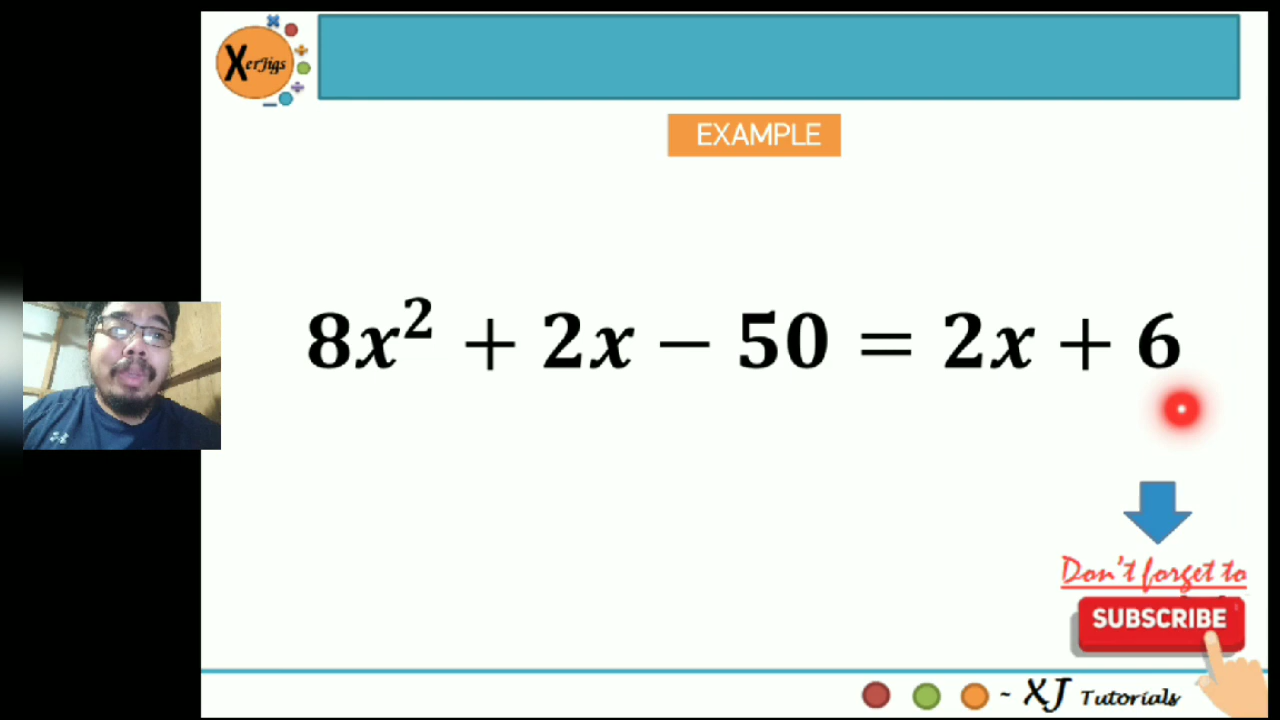 XerJigs
EXAMPLE
8x² + 2x − 50 = 2x + 6
Don't forget to
SUBSCRIBE
~ XJ Tutorials